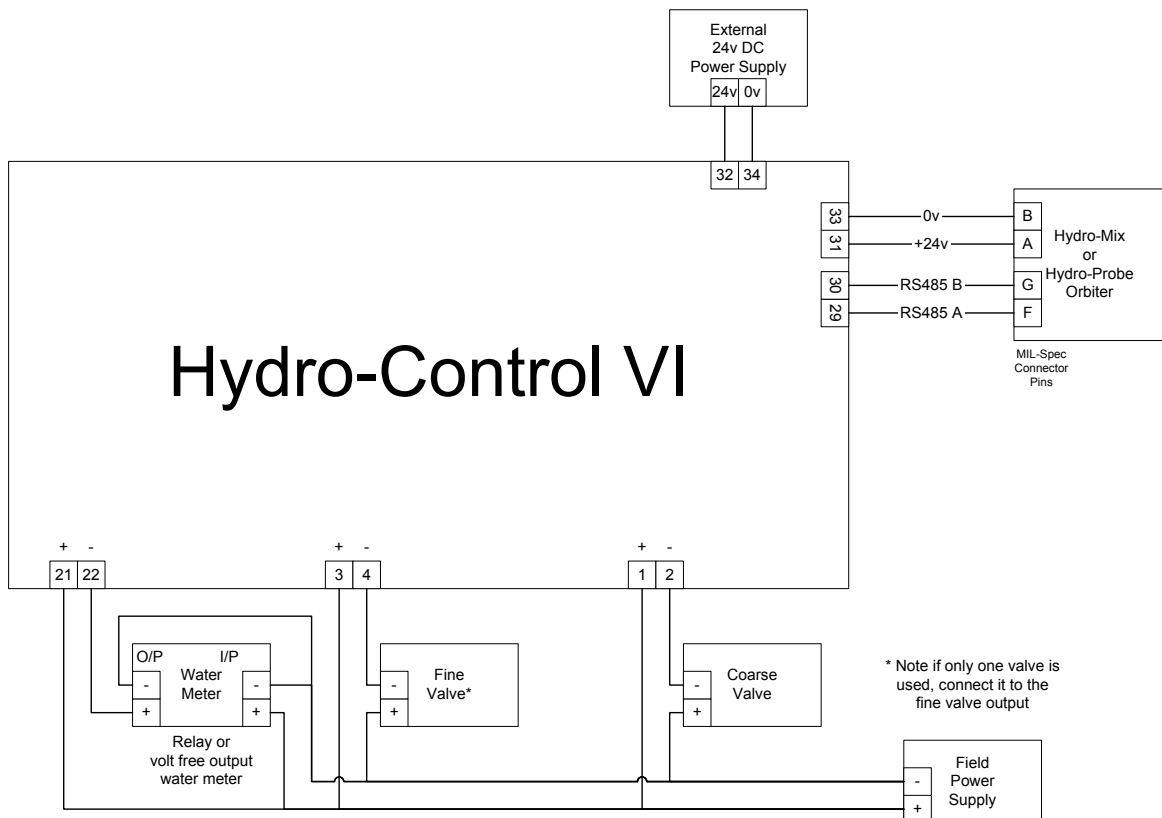 External
24v DC
Power Supply
24v 0v
32 34
33 0v B
31 +24v A
30 RS485 B G
29 RS485 A F
Hydro-Mix
or
Hydro-Probe
Orbiter
MIL-Spec
Connector
Pins
Hydro-Control VI
+ - + - + -
21 22 3 4 1 2
O/P I/P
Water
Meter
- -
+ +
Relay or
volt free output
water meter
Fine
Valve*
-
+
Coarse
Valve
-
+
* Note if only one valve is
used, connect it to the
fine valve output
Field
Power
Supply
-
+